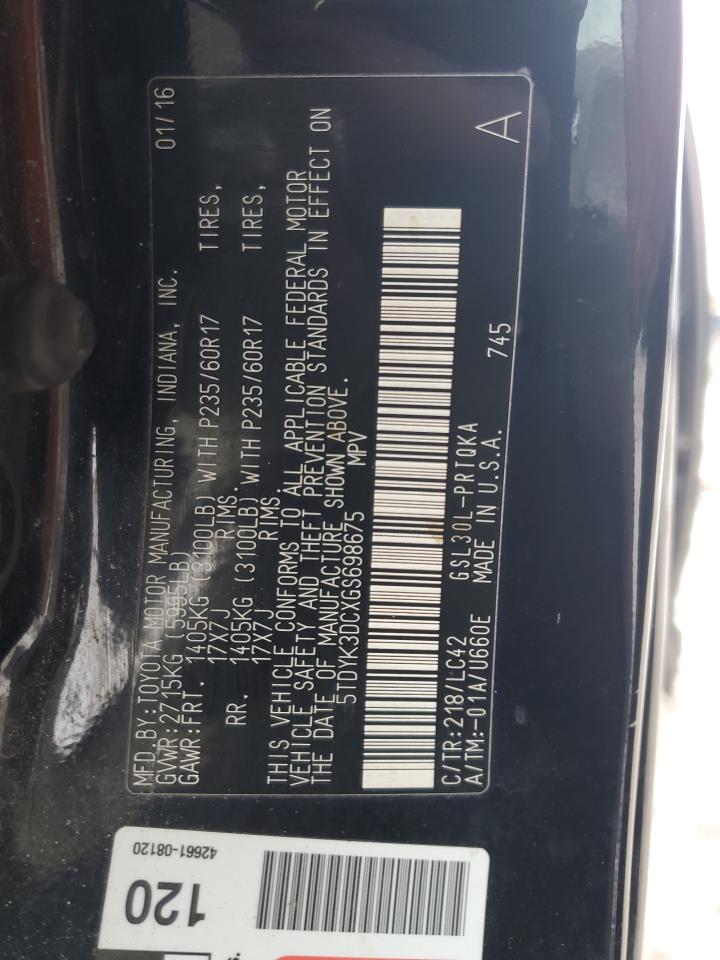 MFD.BY:TOYOTA MOTOR MANUFACTURING, INDIANA, INC. 01/16
GVWR:2715KG (5995LB)
GAWR:FRT. 1405KG (3100LB) WITH P235/60R17 TIRES,
17X7J RIMS.
RR. 1405KG (3100LB) WITH P235/60R17 TIRES,
17X7J RIMS.
THIS VEHICLE CONFORMS TO ALL APPLICABLE FEDERAL MOTOR
VEHICLE SAFETY AND THEFT PREVENTION STANDARDS IN EFFECT ON
THE DATE OF MANUFACTURE SHOWN ABOVE.
5TDYK3DCXGS698675 MPV
C/TR:218/LC42 GSL30L-PRTQKA A
A/TM:-01A/U660E MADE IN U.S.A. 745
42661-08120
120